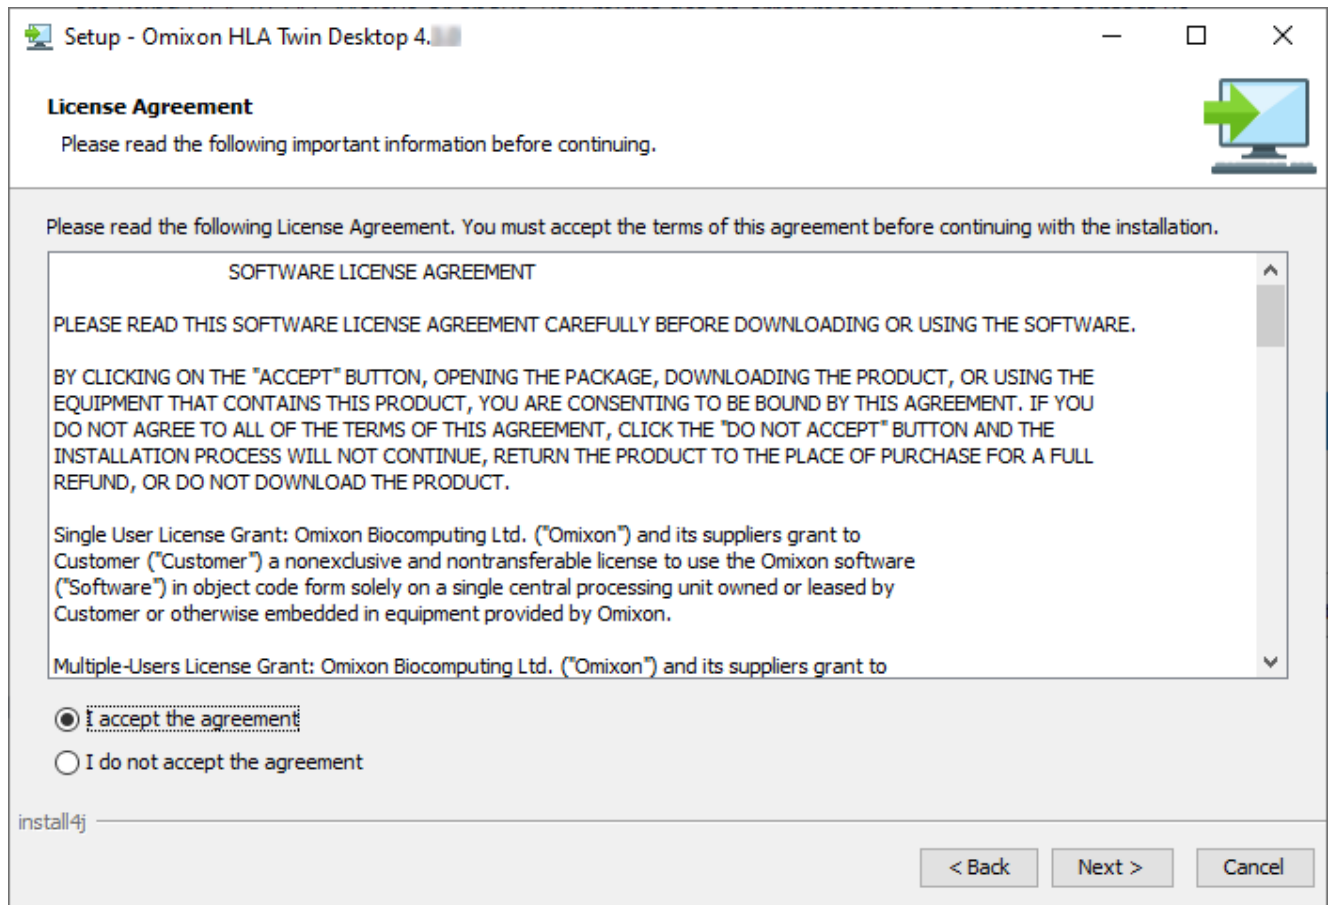 Setup - Omixon HLA Twin Desktop 4.
License Agreement
Please read the following important information before continuing.
Please read the following License Agreement. You must accept the terms of this agreement before continuing with the installation.
SOFTWARE LICENSE AGREEMENT
PLEASE READ THIS SOFTWARE LICENSE AGREEMENT CAREFULLY BEFORE DOWNLOADING OR USING THE SOFTWARE.
BY CLICKING ON THE "ACCEPT" BUTTON, OPENING THE PACKAGE, DOWNLOADING THE PRODUCT, OR USING THE
EQUIPMENT THAT CONTAINS THIS PRODUCT, YOU ARE CONSENTING TO BE BOUND BY THIS AGREEMENT. IF YOU
DO NOT AGREE TO ALL OF THE TERMS OF THIS AGREEMENT, CLICK THE "DO NOT ACCEPT" BUTTON AND THE
INSTALLATION PROCESS WILL NOT CONTINUE, RETURN THE PRODUCT TO THE PLACE OF PURCHASE FOR A FULL
REFUND, OR DO NOT DOWNLOAD THE PRODUCT.
Single User License Grant: Omixon Biocomputing Ltd. ("Omixon") and its suppliers grant to
Customer ("Customer") a nonexclusive and nontransferable license to use the Omixon software
("Software") in object code form solely on a single central processing unit owned or leased by
Customer or otherwise embedded in equipment provided by Omixon.
Multiple-Users License Grant: Omixon Biocomputing Ltd. ("Omixon") and its suppliers grant to
I accept the agreement
I do not accept the agreement
install4j
< Back
Next >
Cancel